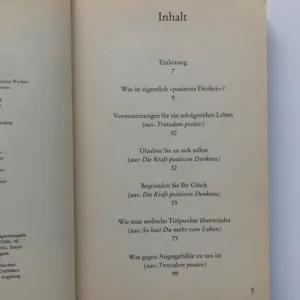 Inhalt
Einleitung
7
Was ist eigentlich »positives Denken«?
9
Voraussetzungen für ein erfolgreiches Leben
(aus: Trotzdem positiv)
10
Glauben Sie an sich selbst
(aus: Die Kraft positiven Denkens)
32
Begründen Sie Ihr Glück
(aus: Die Kraft positiven Denkens)
55
Wie man seelische Tiefpunkte überwindet
(aus: So hast Du mehr vom Leben)
75
Was gegen Angstgefühle zu tun ist
(aus: Trotzdem positiv)
99
5